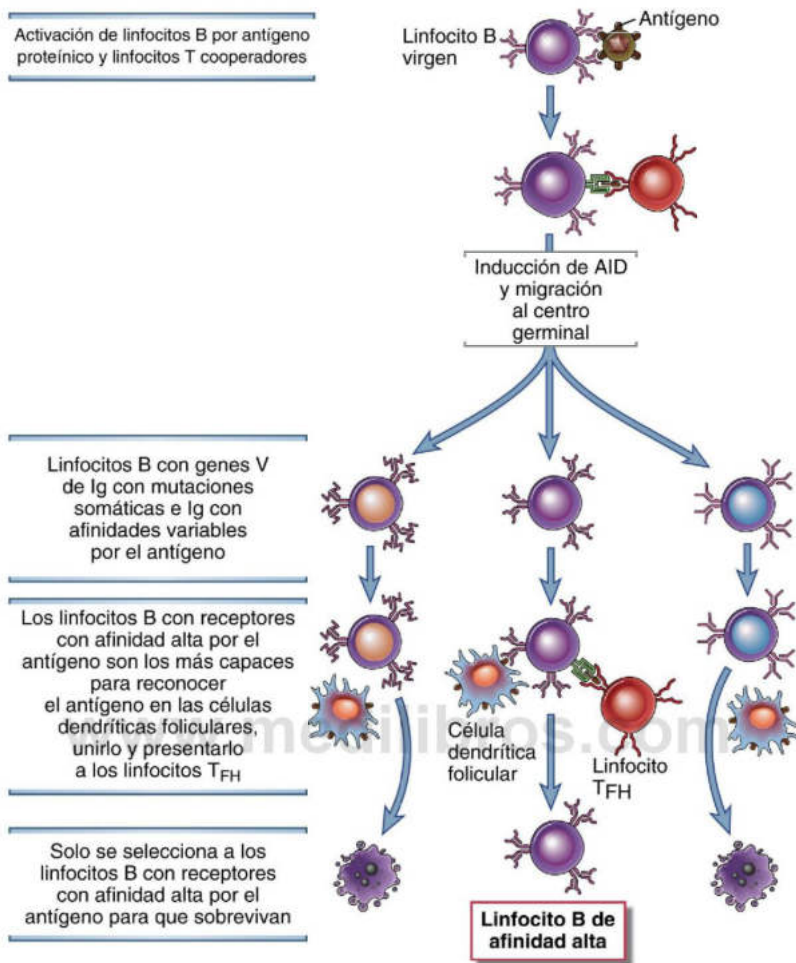 Activación de linfocitos B por antígeno
proteínico y linfocitos T cooperadores
Linfocito B
virgen
Antígeno
Inducción de AID
y migración
al centro
germinal
Linfocitos B con genes V
de Ig con mutaciones
somáticas e Ig con
afinidades variables
por el antígeno
Los linfocitos B con receptores
con afinidad alta por el
antígeno son los más capaces
para reconocer
el antígeno en las células
dendríticas foliculares,
unirlo y presentarlo
a los linfocitos TFH
Célula
dendrítica
folicular
Linfocito
TFH
www.medilibros.com
Solo se selecciona a los
linfocitos B con receptores
con afinidad alta por el
antígeno para que sobrevivan
Linfocito B de
afinidad alta